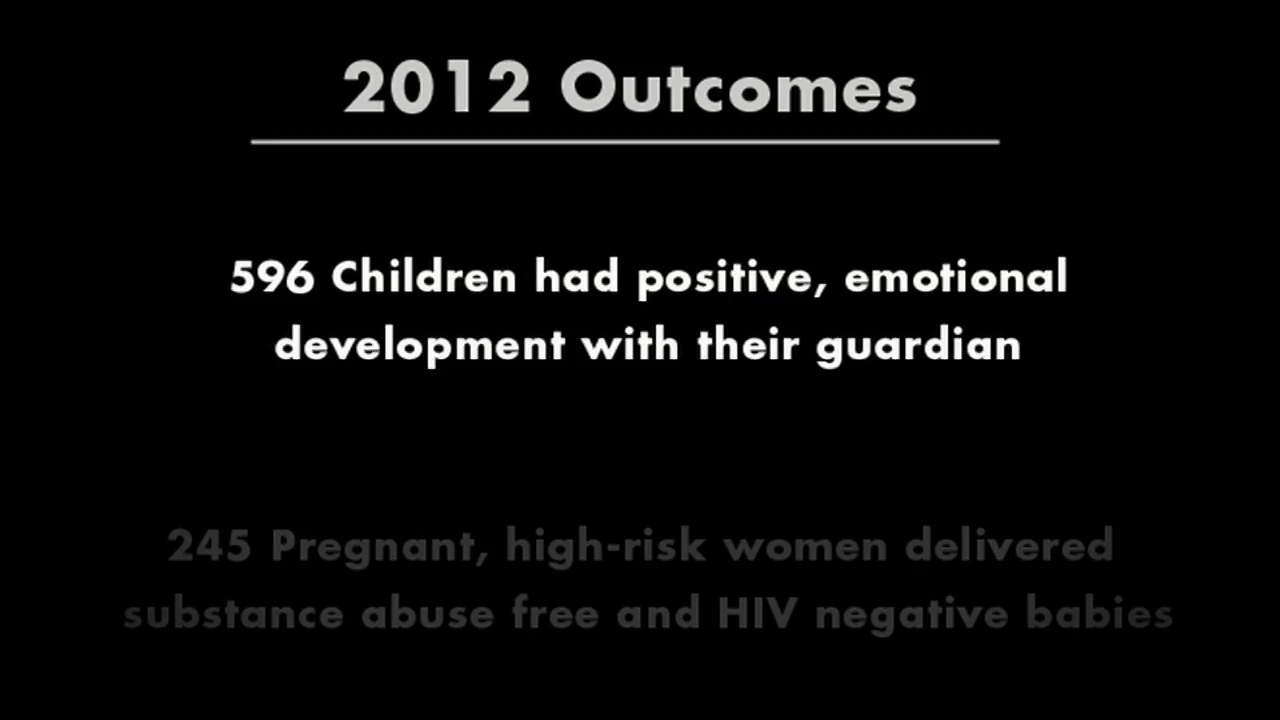 2012 Outcomes
596 Children had positive, emotional
development with their guardian
245 Pregnant, high-risk women delivered
substance abuse free and HIV negative babies